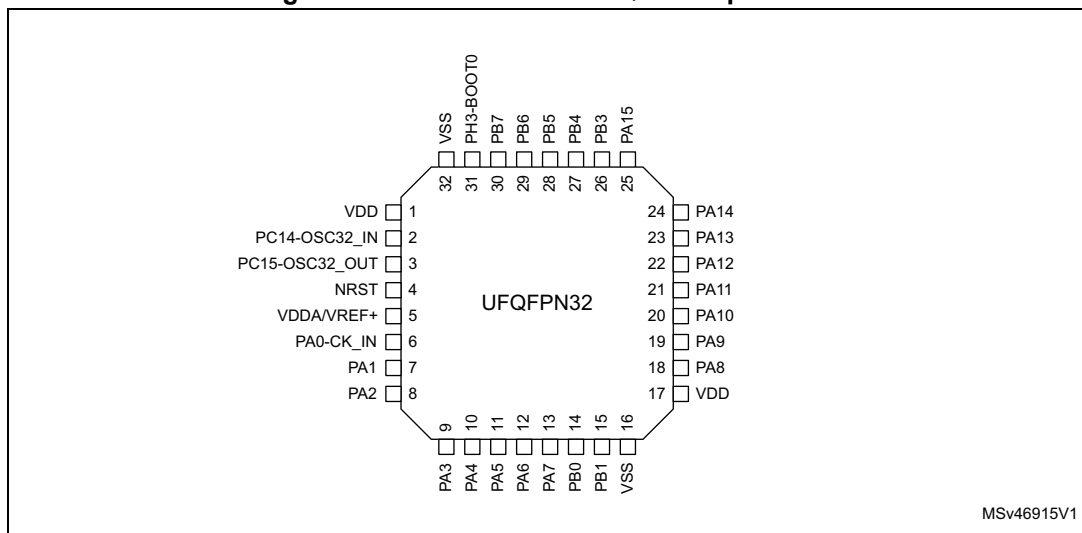 VSS
PH3-BOOT0
PB7
PB6
PB5
PB4
PB3
PA15
32
31
30
29
28
27
26
25
VDD 1
PC14-OSC32_IN 2
PC15-OSC32_OUT 3
NRST 4
VDDA/VREF+ 5
PA0-CK_IN 6
PA1 7
PA2 8
UFQFPN32
24 PA14
23 PA13
22 PA12
21 PA11
20 PA10
19 PA9
18 PA8
17 VDD
9
10
11
12
13
14
15
16
PA3
PA4
PA5
PA6
PA7
PB0
PB1
VSS
MSv46915V1